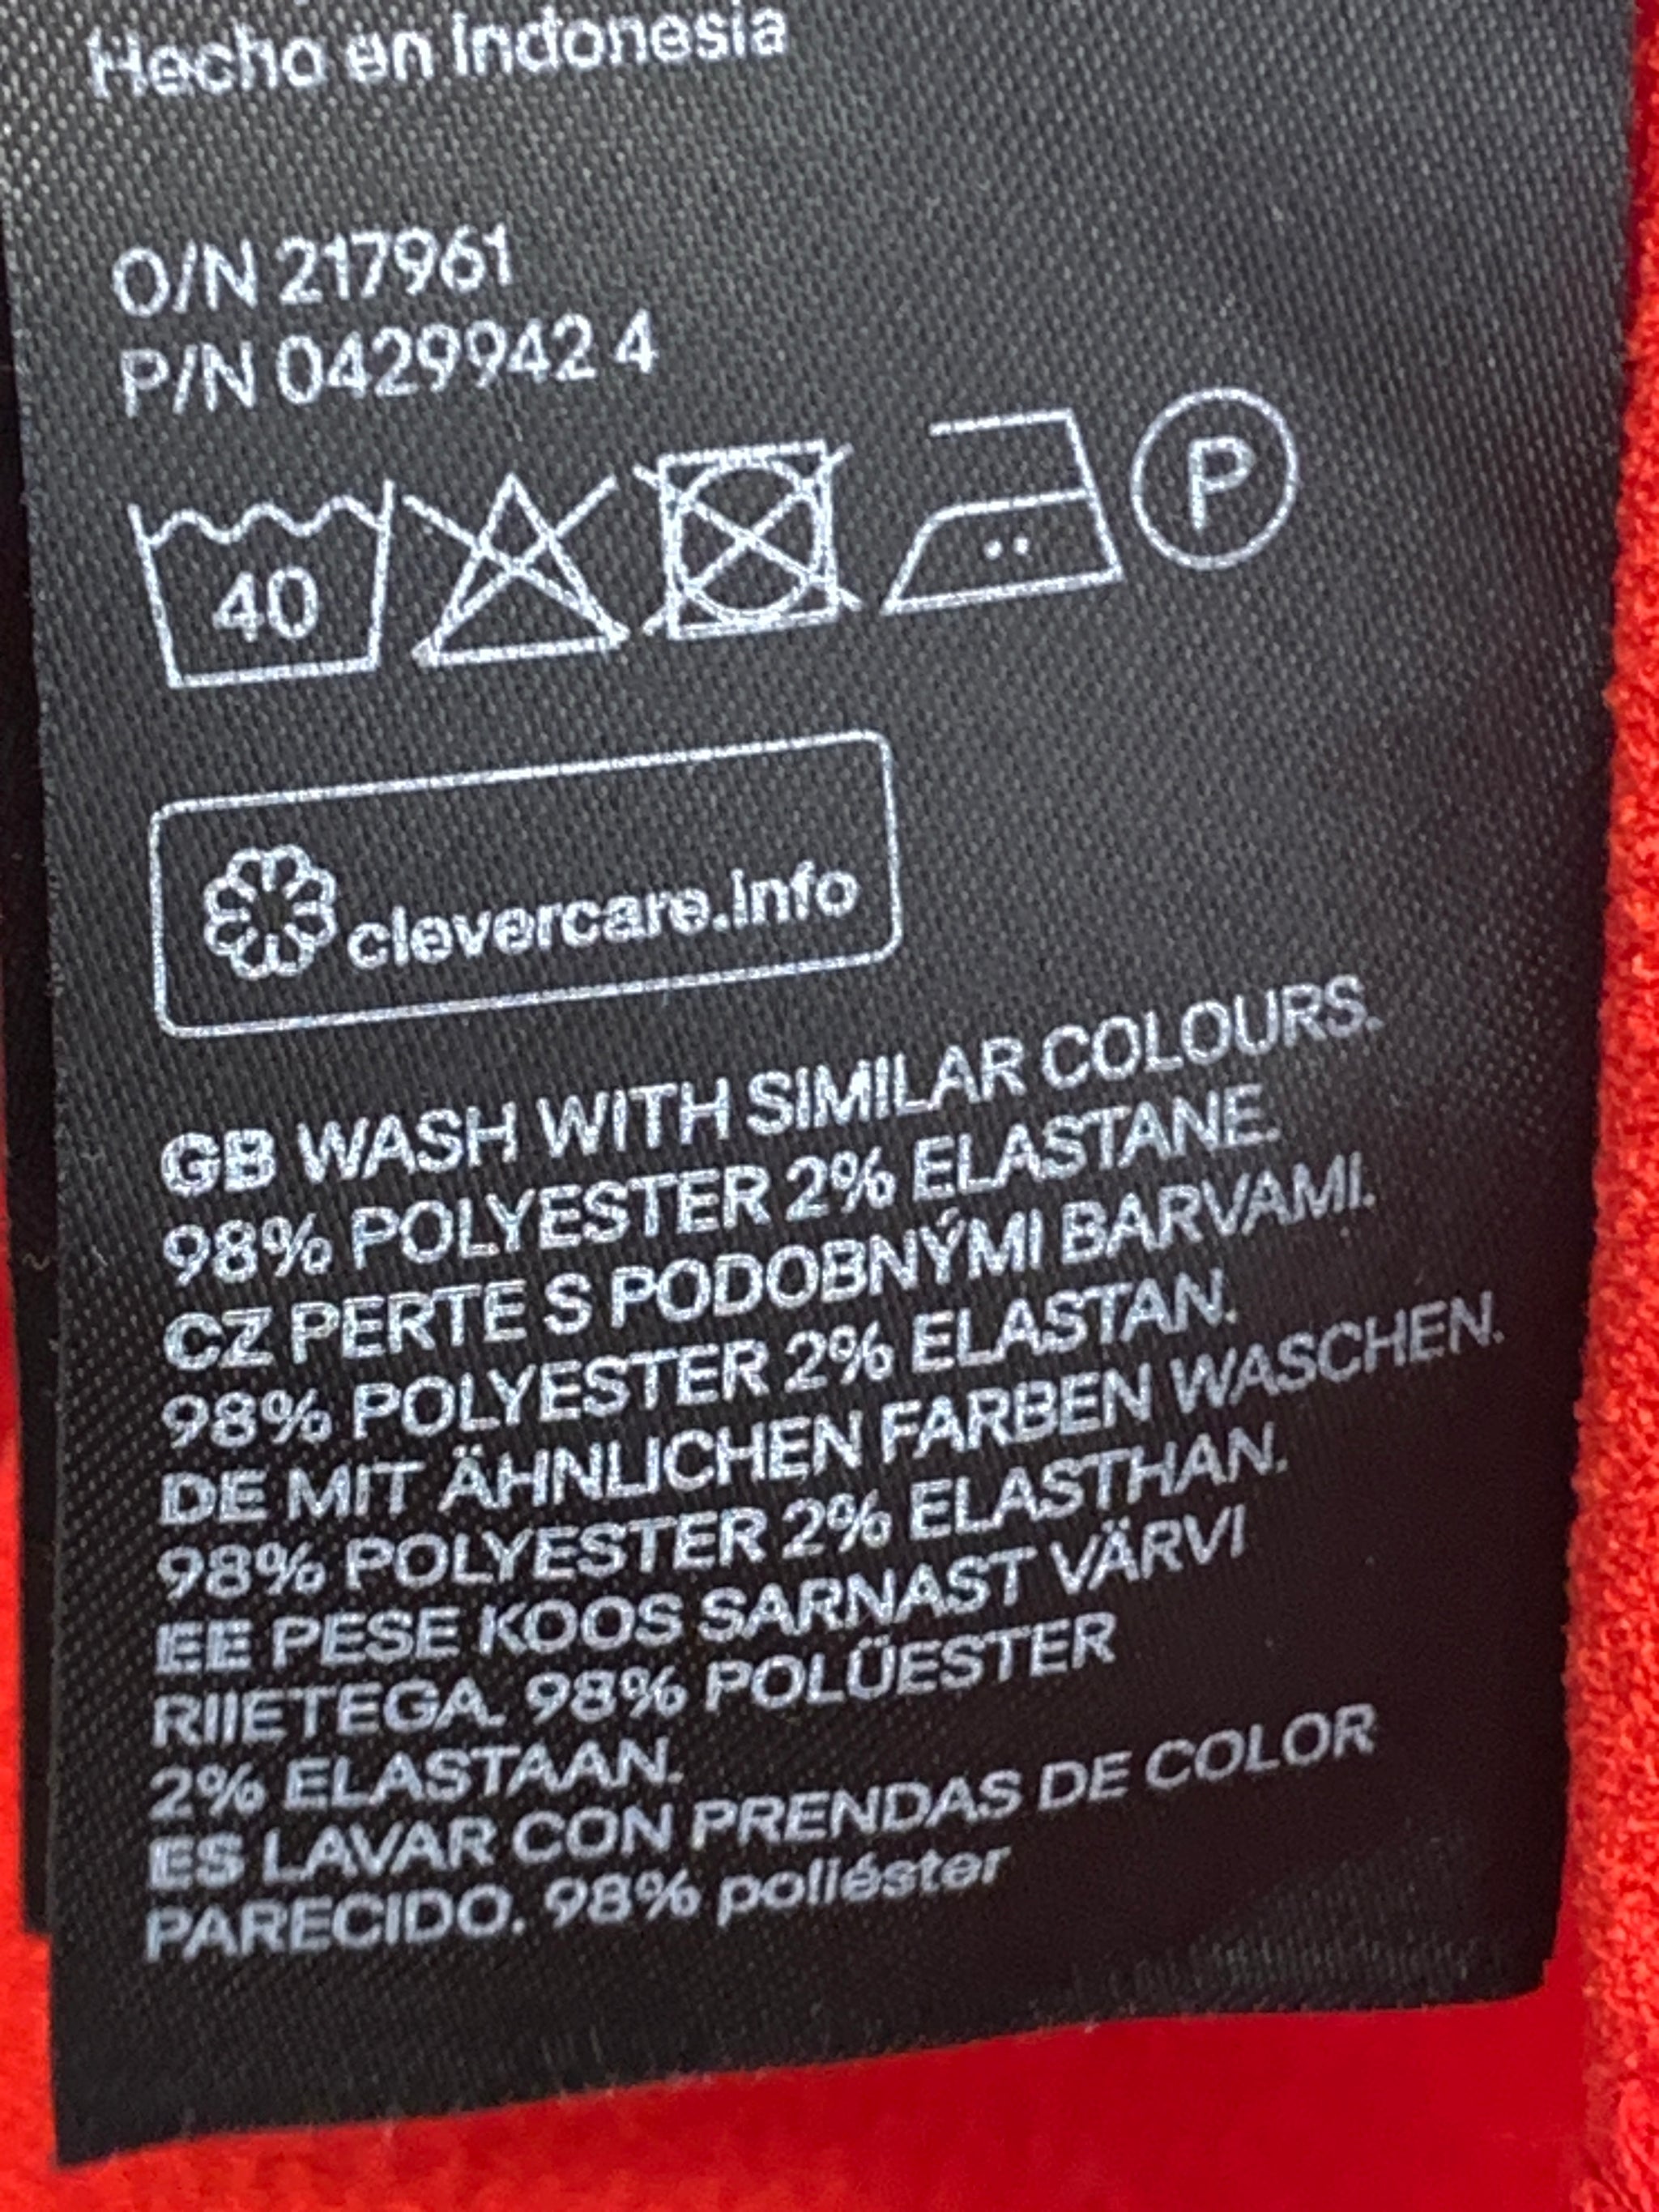 Hecho en Indonesia
O/N 217961
P/N 0429942 4
40
P
clevercare.info
GB WASH WITH SIMILAR COLOURS.
98% POLYESTER 2% ELASTANE.
CZ PERTE S PODOBNÝMI BARVAMI.
98% POLYESTER 2% ELASTAN.
DE MIT ÄHNLICHEN FARBEN WASCHEN.
98% POLYESTER 2% ELASTHAN.
EE PESE KOOS SARNAST VÄRVI
RIIETEGA. 98% POLÜESTER
2% ELASTAAN.
ES LAVAR CON PRENDAS DE COLOR
PARECIDO. 98% poliéster